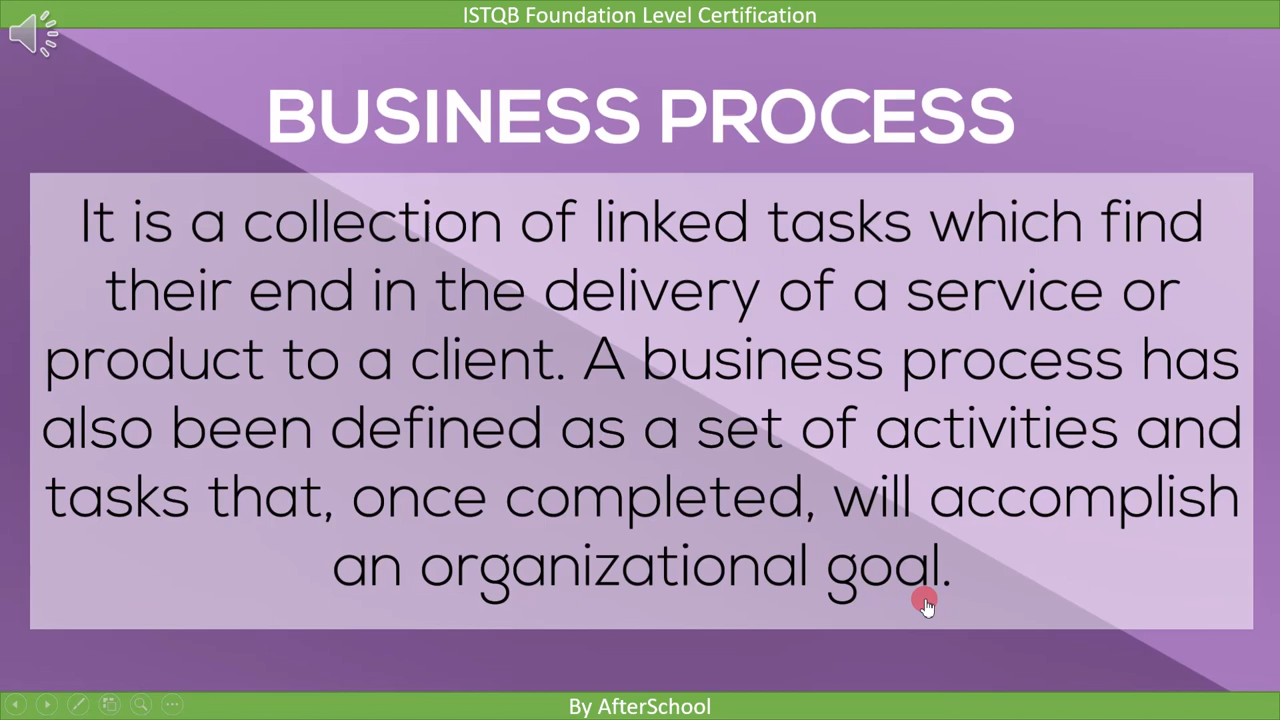 ISTQB Foundation Level Certification
BUSINESS PROCESS
It is a collection of linked tasks which find
their end in the delivery of a service or
product to a client. A business process has
also been defined as a set of activities and
tasks that, once completed, will accomplish
an organizational goal.
By AfterSchool